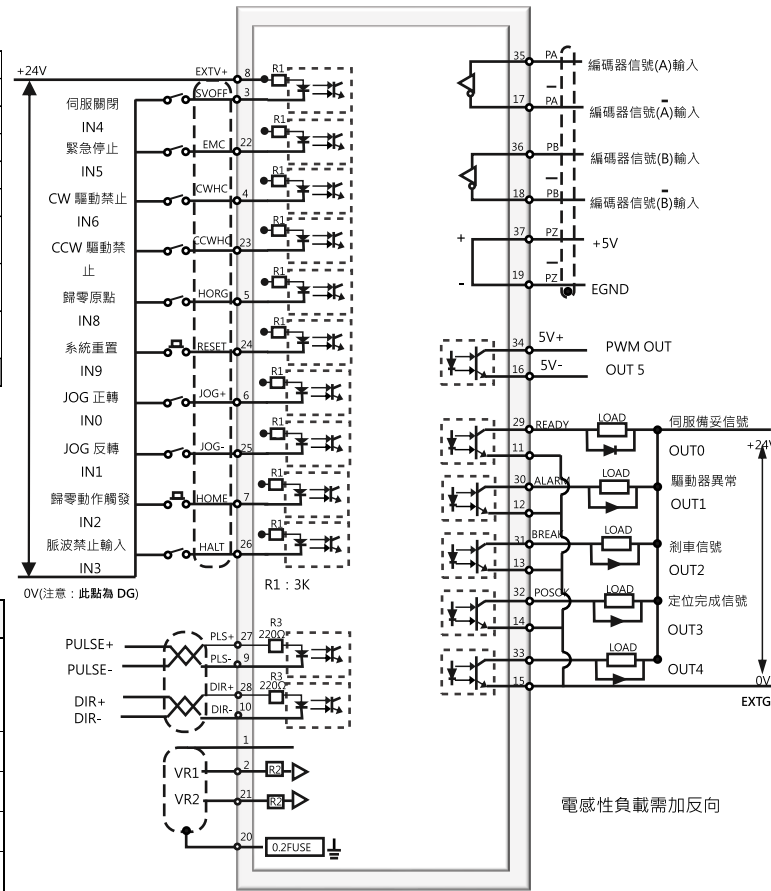 +24V
EXTV+ 8 R1
SVOFF 3
伺服關閉
IN4
R1
緊急停止 EMC 22
IN5
R1
CW 驅動禁止 CWHC 4
IN6
R1
CCW 驅動禁 CCWHC 23
止
R1
歸零原點 HORG 5
IN8
R1
系統重置 RESET 24
IN9
R1
JOG 正轉 JOG+ 6
IN0
R1
JOG 反轉 JOG- 25
IN1
R1
歸零動作觸發 HOME 7
IN2
R1
脈波禁止輸入 HALT 26
IN3
0V(注意：此點為 DG)
R1：3K
PULSE+ PLS+ 27 R3
220Ω
PULSE- PLS- 9
R3
DIR+ DIR+ 28 220Ω
DIR- DIR- 10
1
VR1 2 R2
VR2 21 R2
20 0.2FUSE
35 PA 編碼器信號(A)輸入
17 PA 編碼器信號(A̅)輸入
36 PB 編碼器信號(B)輸入
18 PB 編碼器信號(B̅)輸入
+ 37 PZ +5V
- 19 PZ EGND
34 5V+ PWM OUT
16 5V- OUT 5
29 READY LOAD 伺服備妥信號
11 OUT0 +24V
30 ALARM LOAD 驅動器異常
12 OUT1
31 BREAK LOAD 剎車信號
13 OUT2
32 POSOK LOAD 定位完成信號
14 OUT3
33 LOAD
OUT4
15 0V
EXTG
電感性負載需加反向